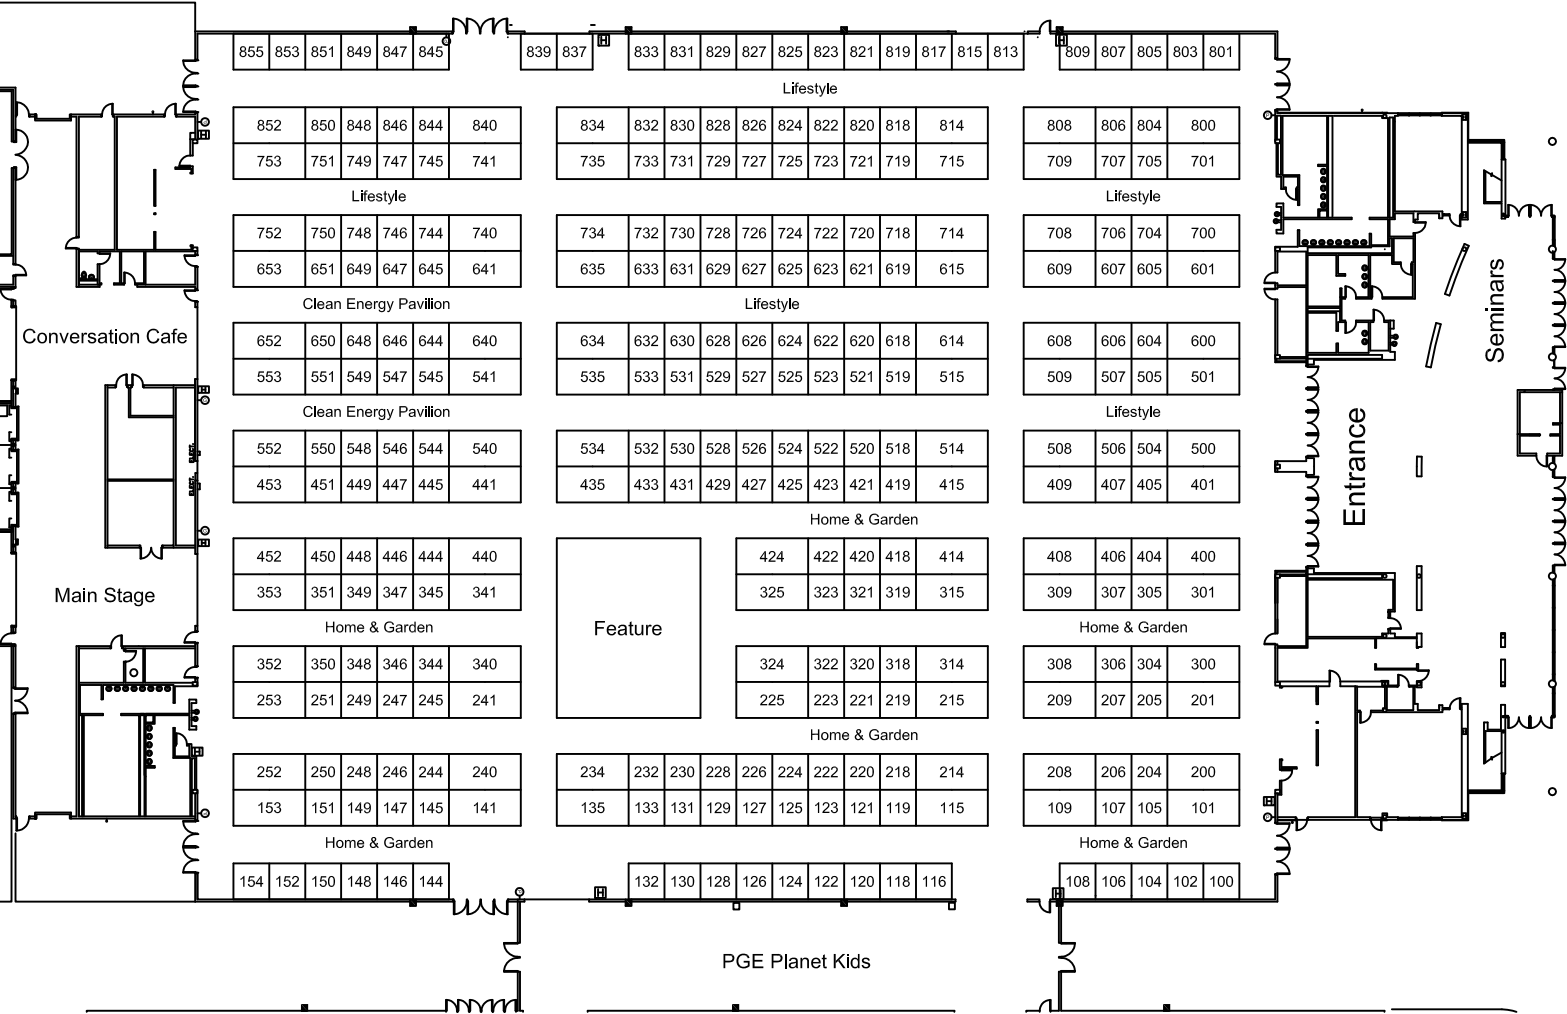 855 853 851 849 847 845 839 837 833 831 829 827 825 823 821 819 817 815 813 809 807 805 803 801
Lifestyle
852 850 848 846 844 840 834 832 830 828 826 824 822 820 818 814 808 806 804 800
753 751 749 747 745 741 735 733 731 729 727 725 723 721 719 715 709 707 705 701
Lifestyle Lifestyle
752 750 748 746 744 740 734 732 730 728 726 724 722 720 718 714 708 706 704 700
653 651 649 647 645 641 635 633 631 629 627 625 623 621 619 615 609 607 605 601
Clean Energy Pavilion Lifestyle
Seminars
Conversation Cafe
652 650 648 646 644 640 634 632 630 628 626 624 622 620 618 614 608 606 604 600
553 551 549 547 545 541 535 533 531 529 527 525 523 521 519 515 509 507 505 501
Clean Energy Pavilion Lifestyle
Entrance
552 550 548 546 544 540 534 532 530 528 526 524 522 520 518 514 508 506 504 500
453 451 449 447 445 441 435 433 431 429 427 425 423 421 419 415 409 407 405 401
Home & Garden
452 450 448 446 444 440 424 422 420 418 414 408 406 404 400
353 351 349 347 345 341 325 323 321 319 315 309 307 305 301
Main Stage
Home & Garden Feature Home & Garden
352 350 348 346 344 340 324 322 320 318 314 308 306 304 300
253 251 249 247 245 241 225 223 221 219 215 209 207 205 201
Home & Garden
252 250 248 246 244 240 234 232 230 228 226 224 222 220 218 214 208 206 204 200
153 151 149 147 145 141 135 133 131 129 127 125 123 121 119 115 109 107 105 101
Home & Garden Home & Garden
154 152 150 148 146 144 132 130 128 126 124 122 120 118 116 108 106 104 102 100
PGE Planet Kids